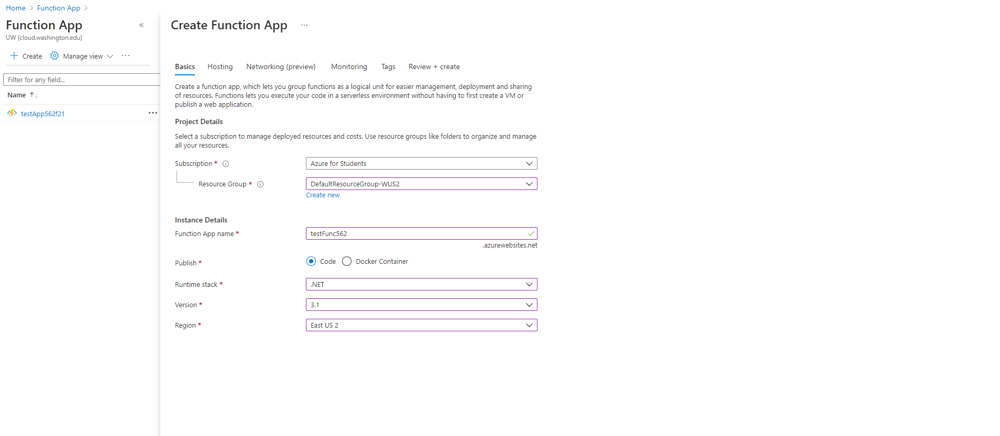 Home > Function App >
Function App «
UW (cloud.washington.edu)
+ Create Manage view ...
Filter for any field...
Name ↑↓
testApp562f21 ...
Create Function App ...
Basics Hosting Networking (preview) Monitoring Tags Review + create
Create a function app, which lets you group functions as a logical unit for easier management, deployment and sharing
of resources. Functions lets you execute your code in a serverless environment without having to first create a VM or
publish a web application.
Project Details
Select a subscription to manage deployed resources and costs. Use resource groups like folders to organize and manage
all your resources.
Subscription * Azure for Students
Resource Group * DefaultResourceGroup-WUS2
Create new
Instance Details
Function App name * testFunc562
.azurewebsites.net
Publish * Code Docker Container
Runtime stack * .NET
Version * 3.1
Region * East US 2